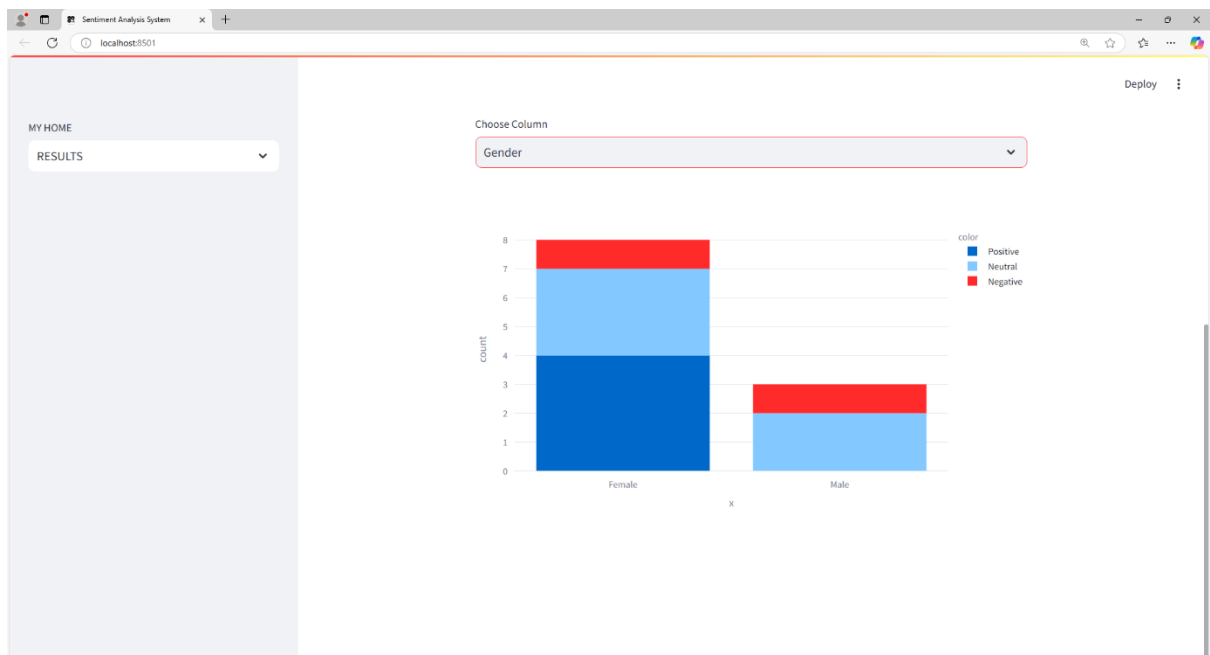 Sentiment Analysis System
localhost:8501
Deploy
MY HOME
RESULTS
Choose Column
Gender
color
Positive
Neutral
Negative
8
7
6
5
4
3
2
1
0
count
Female
Male
x